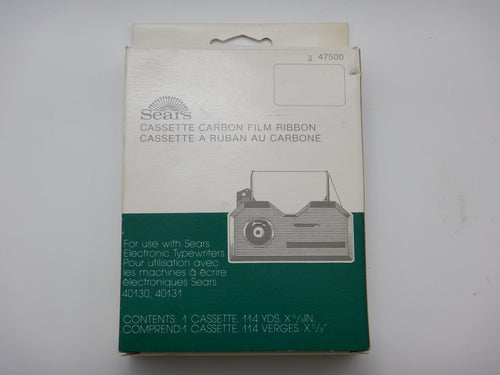 3 47500
Sears
CASSETTE CARBON FILM RIBBON
CASSETTE A RUBAN AU CARBONE
For use with Sears
Electronic Typewriters
Pour utilisation avec
les machines à écrire
électroniques Sears
40130, 40131
CONTENTS: 1 CASSETTE, 114 YDS. X 5/16IN.
COMPREND:1 CASSETTE, 114 VERGES. X 5/16"